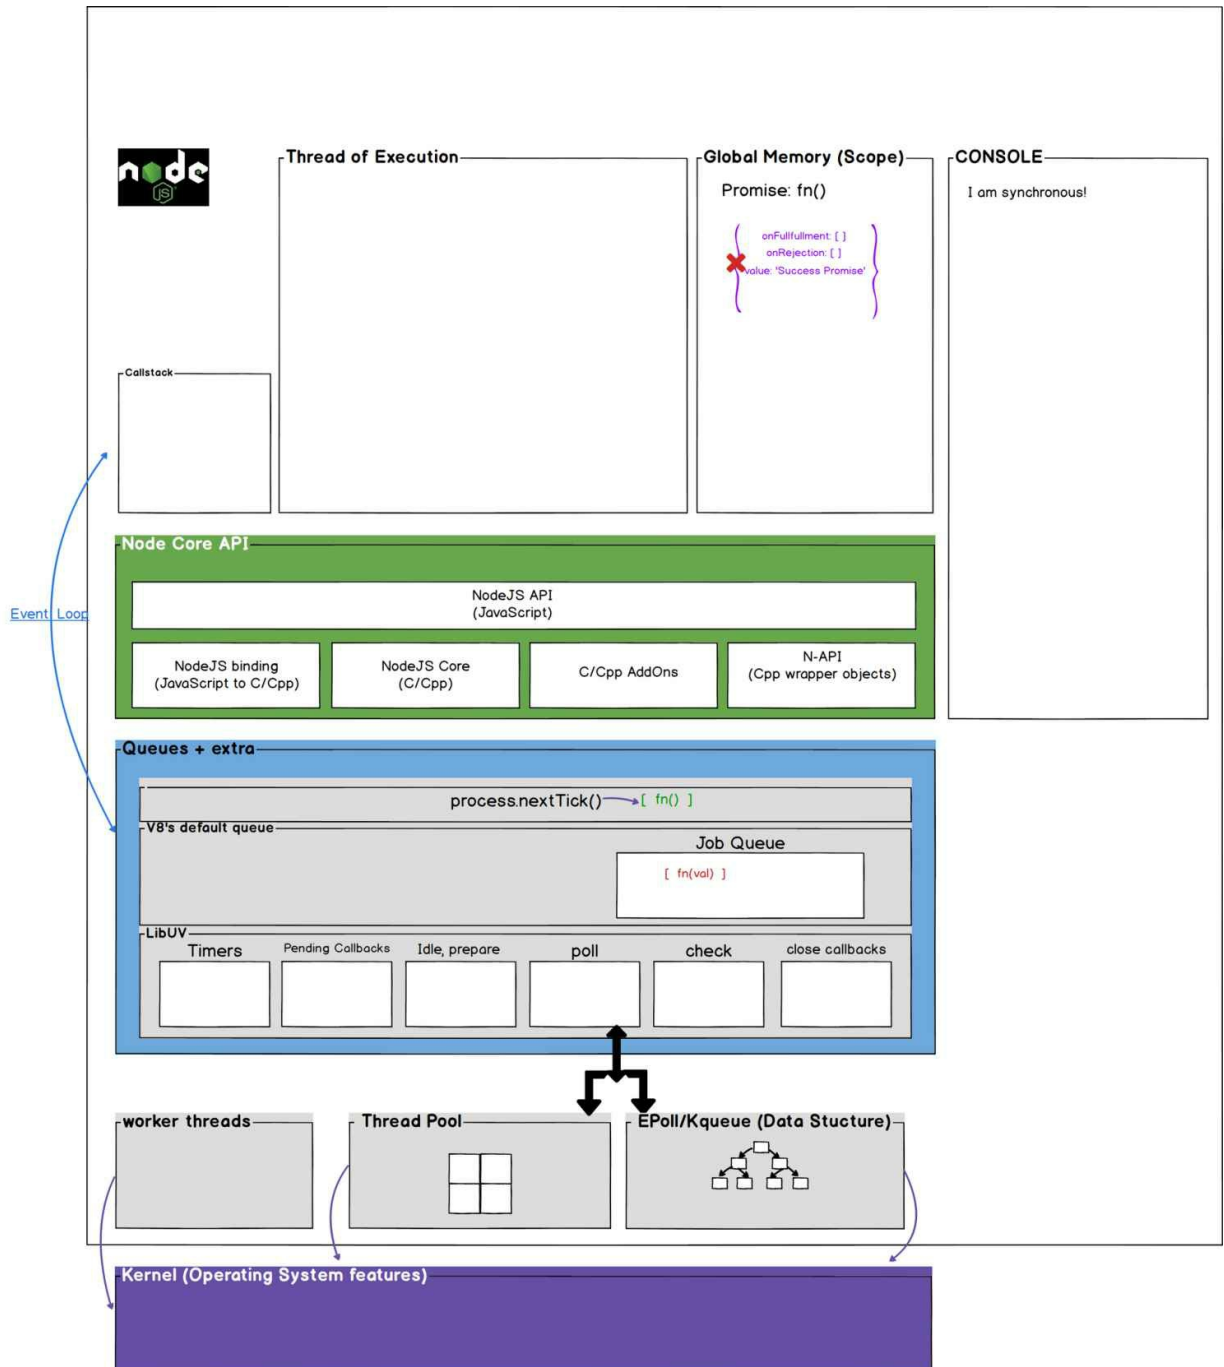 node
JS
Thread of Execution
Global Memory (Scope)
CONSOLE
Promise: fn()
I am synchronous!
onFullfullment: [ ]
onRejection: [ ]
value: 'Success Promise'
Callstack
Event Loop
Node Core API
NodeJS API
(JavaScript)
NodeJS binding
(JavaScript to C/Cpp)
NodeJS Core
(C/Cpp)
C/Cpp AddOns
N-API
(Cpp wrapper objects)
Queues + extra
process.nextTick()
[ fn() ]
V8's default queue
Job Queue
[ fn(val) ]
LibUV
Timers
Pending Callbacks
Idle, prepare
poll
check
close callbacks
worker threads
Thread Pool
EPoll/Kqueue (Data Stucture)
Kernel (Operating System features)